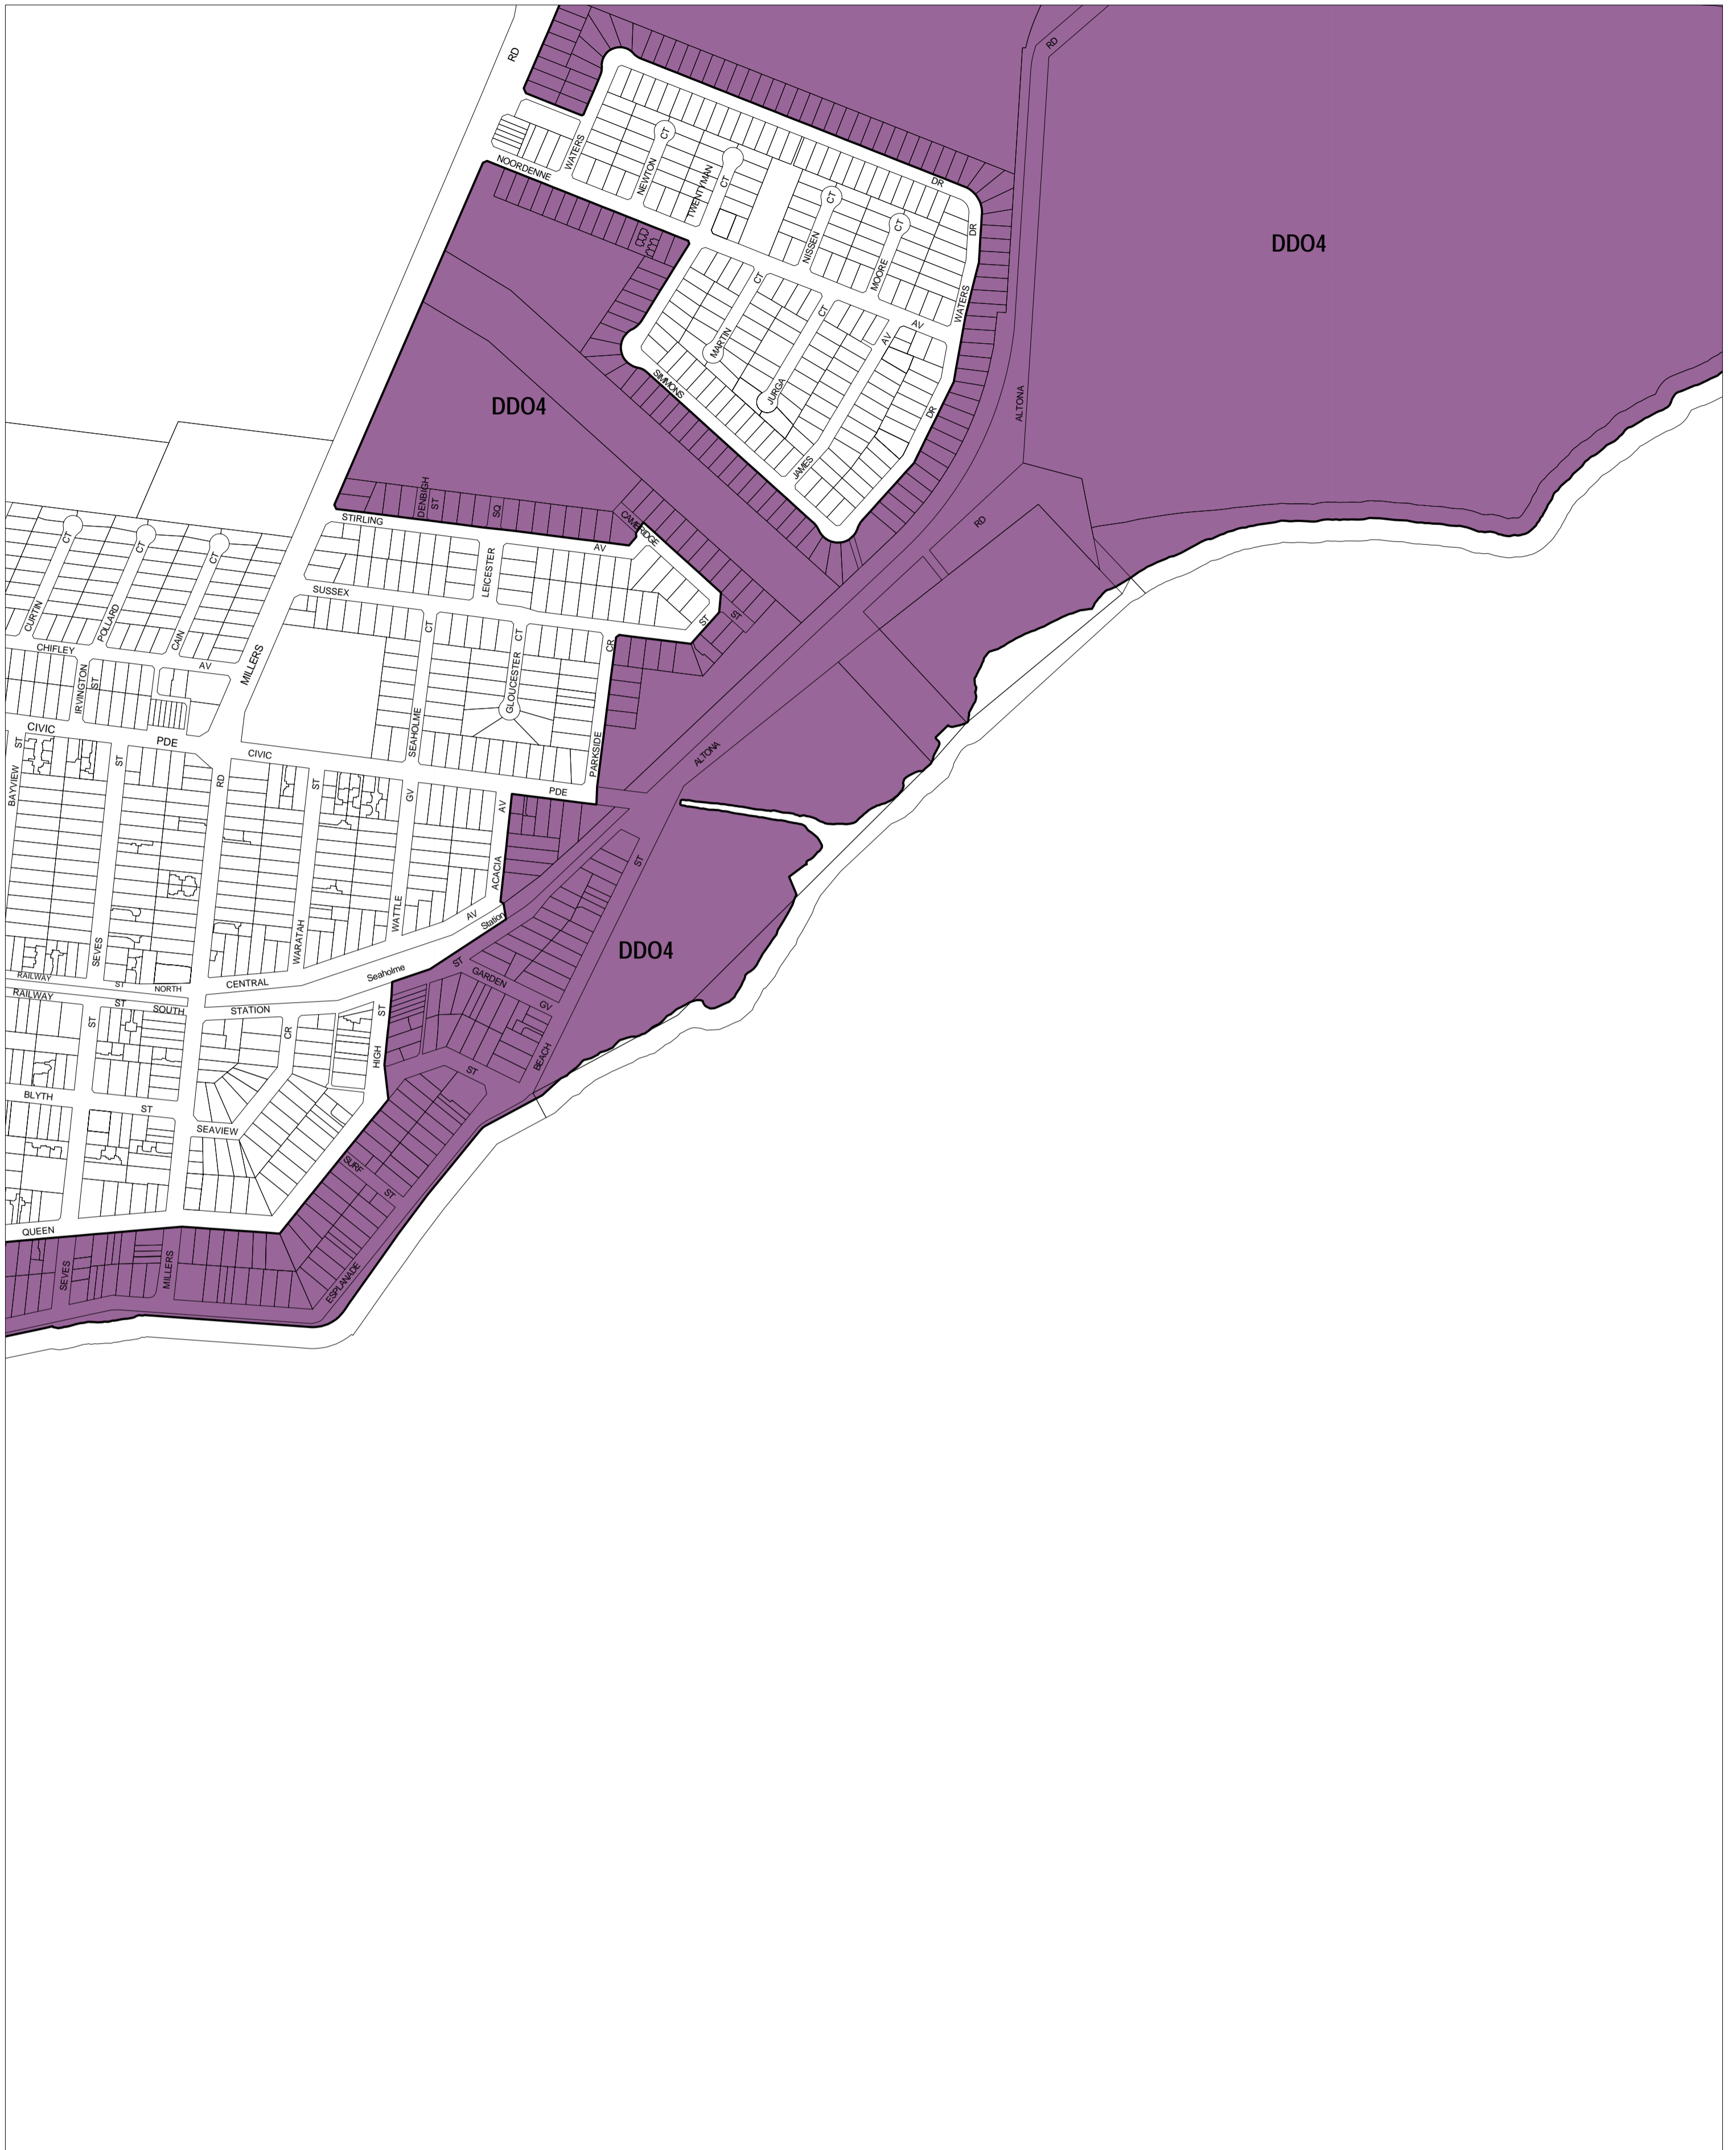 RD
RD
WATERS
CT
NOORDENNE
NEWTON
TWENTYMAN
CT
CT
NISSEN
CT
MOORE
DR
DR
WATERS
DDO4
CT
MARTIN
CT
JURGA
AV
AV
JAMES
DR
SIMMONS
ALTONA
DDO4
DENBIGH
ST
SQ
STIRLING
CAMBRIDGE
AV
RD
LEICESTER
CT
CT
CT
CURTIN
POLLARD
CAIN
CHIFLEY
AV
IRVINGTON
ST
SUSSEX
CT
CT
CR
ST
ST
MILLERS
GLOUCESTER
SEAHOLME
PARKSIDE
ALTONA
CIVIC
PDE
CIVIC
PDE
ST
BAYVIEW
ST
RD
ST
GV
AV
ACACIA
ST
WATTLE
WARATAH
SEVES
AV
Station
DDO4
RAILWAY
ST
NORTH
CENTRAL
Seaholme
ST
GARDEN
GV
RAILWAY
ST
SOUTH
STATION
ST
ST
CR
HIGH
BEACH
ST
BLYTH
ST
SEAVIEW
SURF
ST
QUEEN
SEVES
MILLERS
ESPLANADE